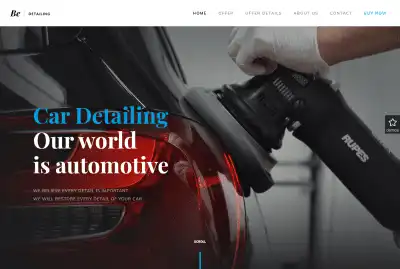 Be DETAILING
HOME OFFER OFFER DETAILS ABOUT US CONTACT BUY NOW
Car Detailing
Our world
is automotive
WE BELIEVE EVERY DETAIL IS IMPORTANT
WE WILL RESTORE EVERY DETAIL OF YOUR CAR
RUPES
SCROLL